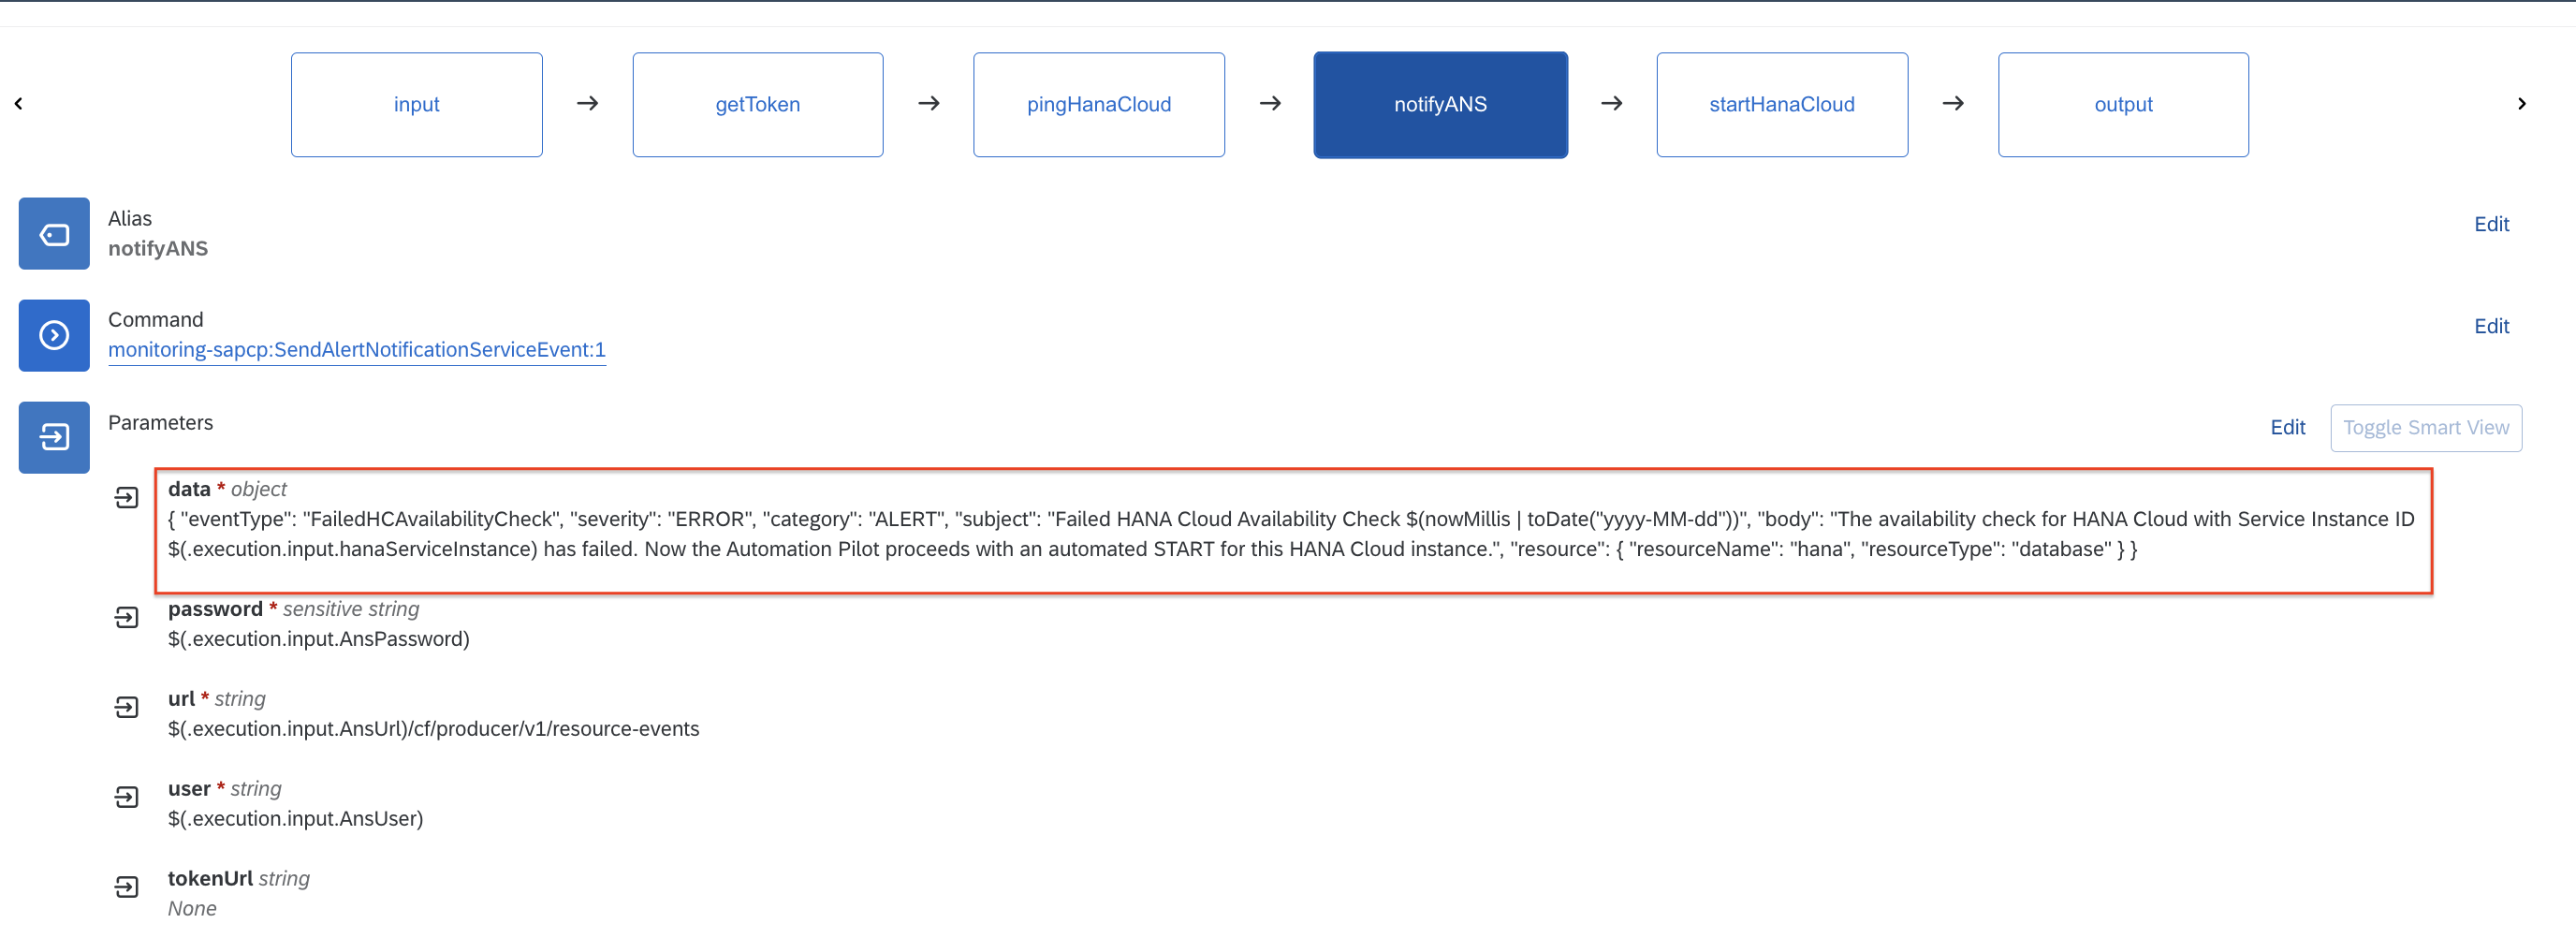 input
getToken
pingHanaCloud
notifyANS
startHanaCloud
output
Alias
Edit
notifyANS
Command
Edit
monitoring-sapcp:SendAlertNotificationServiceEvent:1
Parameters
Edit
Toggle Smart View
data * object
{ "eventType": "FailedHCAvailabilityCheck", "severity": "ERROR", "category": "ALERT", "subject": "Failed HANA Cloud Availability Check $(nowMillis | toDate("yyyy-MM-dd"))", "body": "The availability check for HANA Cloud with Service Instance ID
$(.execution.input.hanaServiceInstance) has failed. Now the Automation Pilot proceeds with an automated START for this HANA Cloud instance.", "resource": { "resourceName": "hana", "resourceType": "database" } }
password * sensitive string
$(.execution.input.AnsPassword)
url * string
$(.execution.input.AnsUrl)/cf/producer/v1/resource-events
user * string
$(.execution.input.AnsUser)
tokenUrl string
None